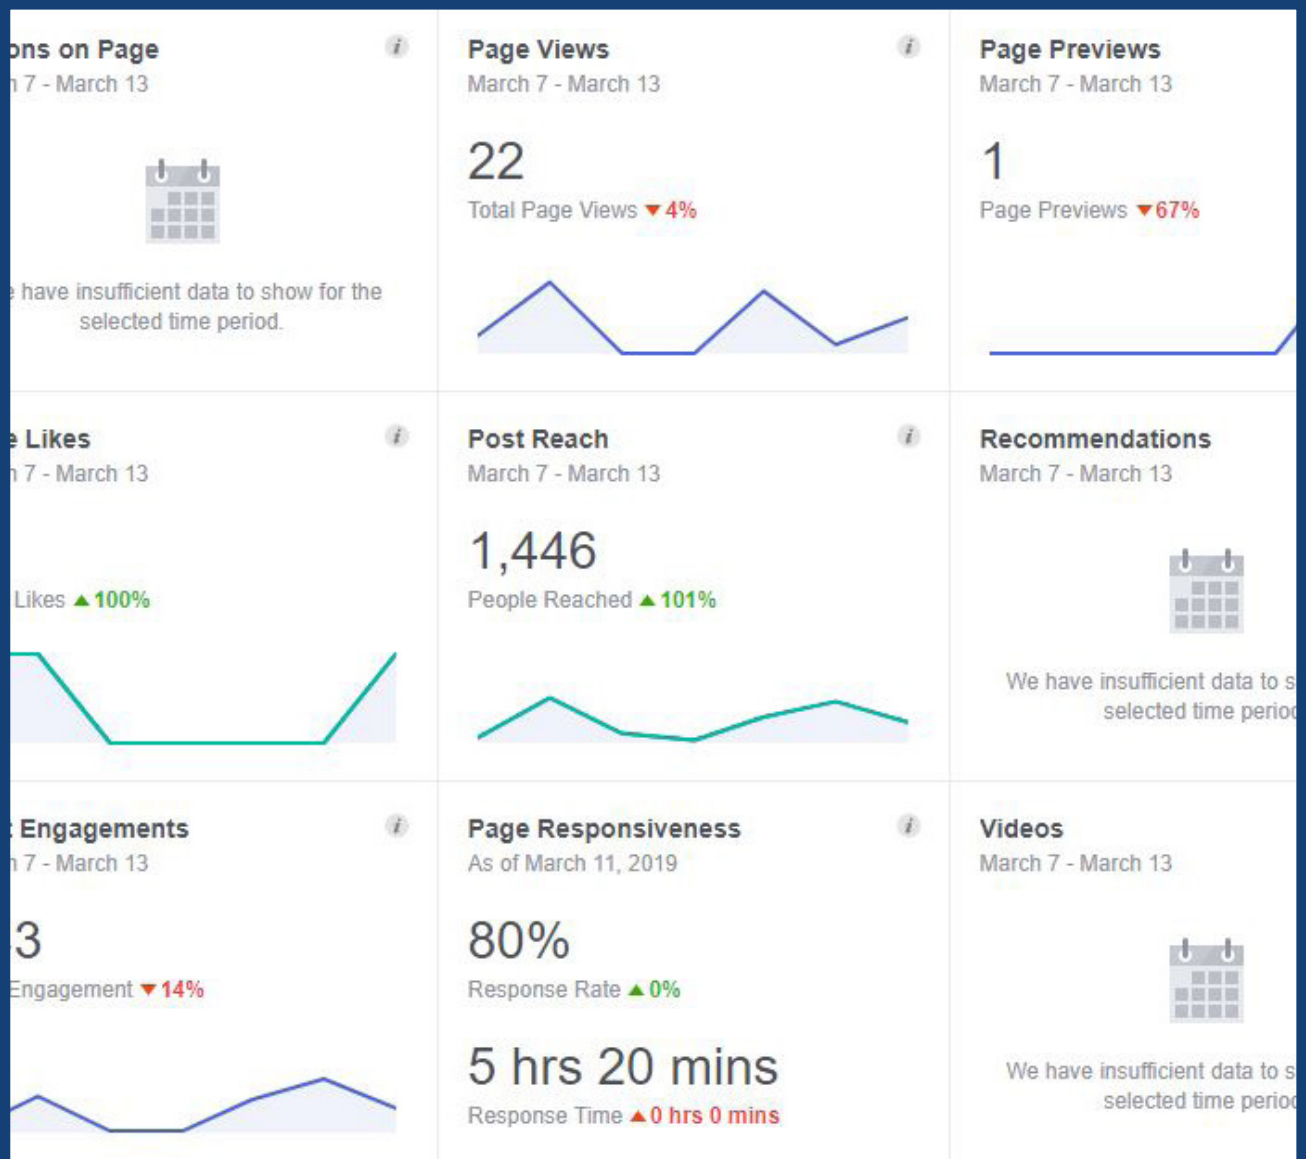 ons on Page
7 - March 13
have insufficient data to show for the
selected time period.
Page Views
March 7 - March 13
22
Total Page Views ▼4%
Page Previews
March 7 - March 13
1
Page Previews ▼67%
Likes
7 - March 13
Likes ▲100%
Post Reach
March 7 - March 13
1,446
People Reached ▲101%
Recommendations
March 7 - March 13
We have insufficient data to s
selected time perio
Engagements
7 - March 13
3
Engagement ▼14%
Page Responsiveness
As of March 11, 2019
80%
Response Rate ▲0%
5 hrs 20 mins
Response Time ▲0 hrs 0 mins
Videos
March 7 - March 13
We have insufficient data to s
selected time perio